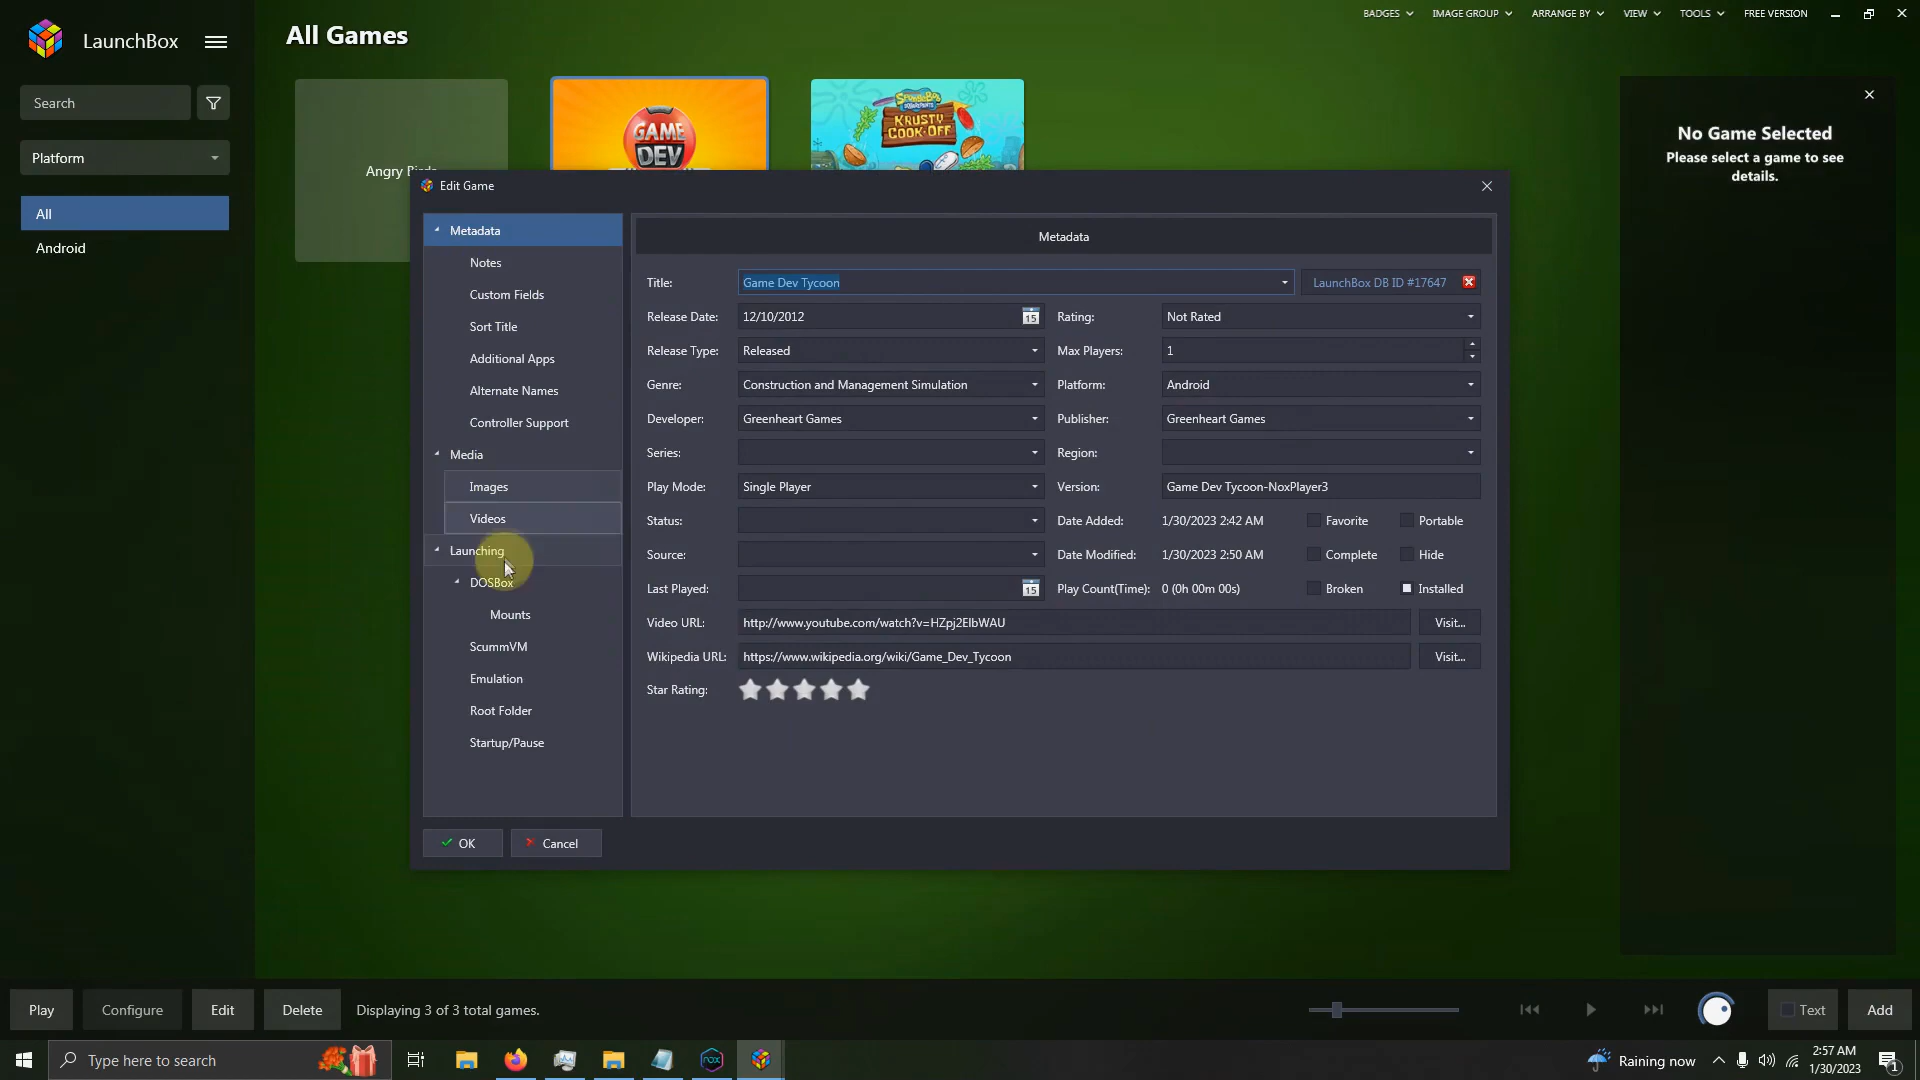 LaunchBox
All Games
BADGES
IMAGE GROUP
ARRANGE BY
VIEW
TOOLS
FREE VERSION
Search
Platform
All
Android
Angry Birds
GAME DEV
SPONGEBOB SQUAREPANTS
KRUSTY COOK-OFF
No Game Selected
Please select a game to see
details.
Edit Game
Metadata
Notes
Custom Fields
Sort Title
Additional Apps
Alternate Names
Controller Support
Media
Images
Videos
Launching
DOSBox
Mounts
ScummVM
Emulation
Root Folder
Startup/Pause
Metadata
Title: Game Dev Tycoon LaunchBox DB ID #17647
Release Date: 12/10/2012 15 Rating: Not Rated
Release Type: Released Max Players: 1
Genre: Construction and Management Simulation Platform: Android
Developer: Greenheart Games Publisher: Greenheart Games
Series: Region:
Play Mode: Single Player Version: Game Dev Tycoon-NoxPlayer3
Status: Date Added: 1/30/2023 2:42 AM Favorite Portable
Source: Date Modified: 1/30/2023 2:50 AM Complete Hide
Last Played: 15 Play Count(Time): 0 (0h 00m 00s) Broken Installed
Video URL: http://www.youtube.com/watch?v=HZpj2ElbWAU Visit...
Wikipedia URL: https://www.wikipedia.org/wiki/Game_Dev_Tycoon Visit...
Star Rating:
OK Cancel
Play Configure Edit Delete Displaying 3 of 3 total games. Text Add
Type here to search nox Raining now 2:57 AM
1/30/2023 1